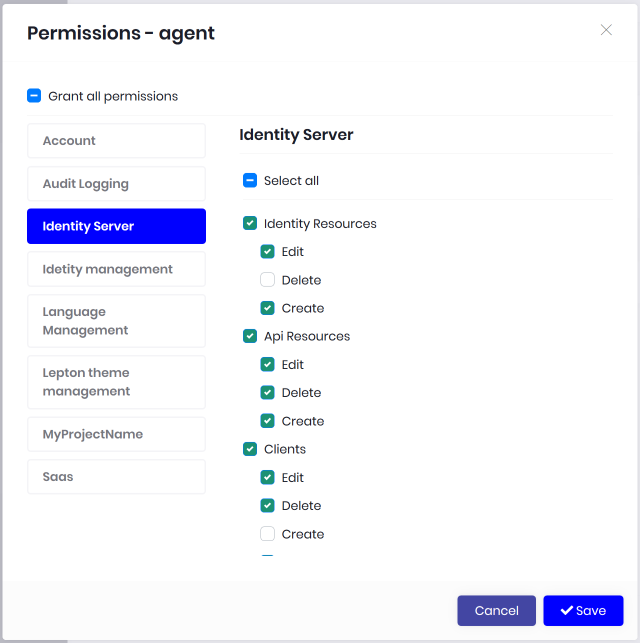 Permissions - agent
Grant all permissions
Account
Audit Logging
Identity Server
Idetity management
Language
Management
Lepton theme
management
MyProjectName
Saas
Identity Server
Select all
Identity Resources
Edit
Delete
Create
Api Resources
Edit
Delete
Create
Clients
Edit
Delete
Create
Cancel
Save